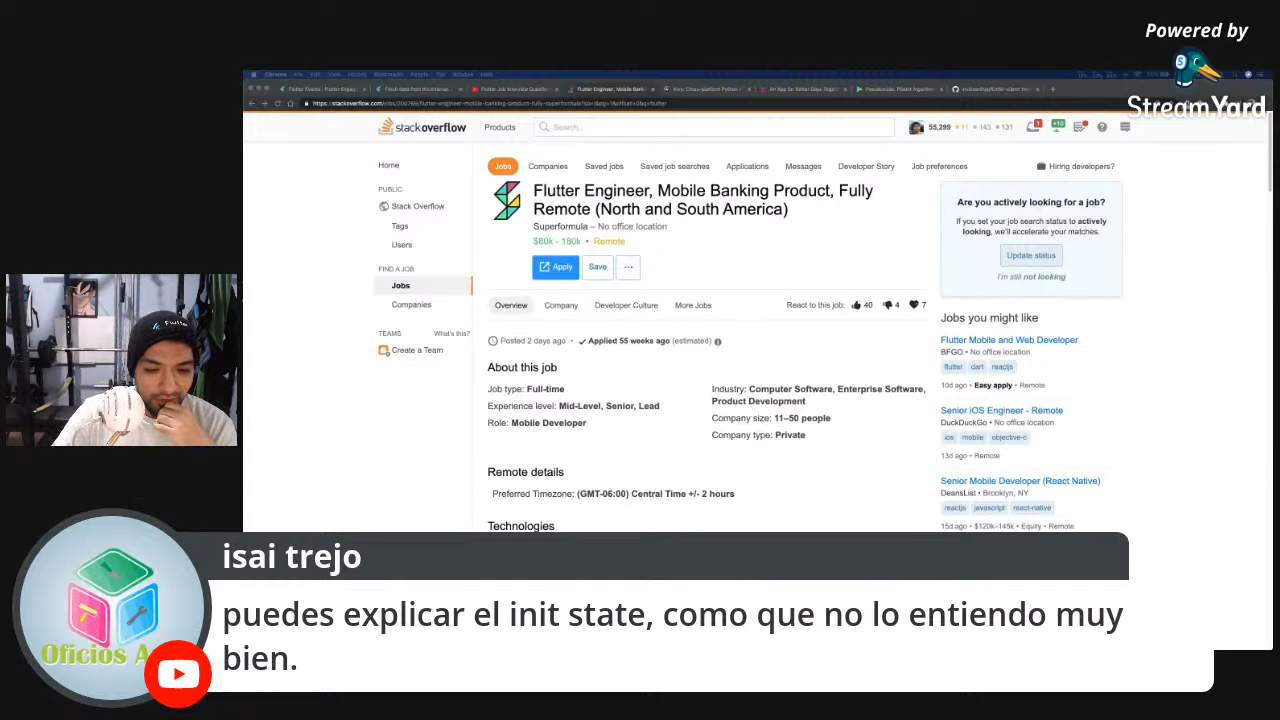 Powered by
StreamYard
stackoverflow
Products
Search...
55,299
11
143
131
Home
PUBLIC
Stack Overflow
Tags
Users
FIND A JOB
Jobs
Companies
TEAMS
What's this?
Create a Team
Jobs
Companies
Saved jobs
Saved job searches
Applications
Messages
Developer Story
Job preferences
Hiring developers?
Flutter Engineer, Mobile Banking Product, Fully
Remote (North and South America)
Superformula – No office location
$80k - 180k • Remote
Apply
Save
Overview
Company
Developer Culture
More Jobs
React to this job:
40
4
7
Posted 2 days ago • Applied 55 weeks ago (estimated)
About this job
Job type: Full-time
Experience level: Mid-Level, Senior, Lead
Role: Mobile Developer
Industry: Computer Software, Enterprise Software,
Product Development
Company size: 11–50 people
Company type: Private
Remote details
Preferred Timezone: (GMT-06:00) Central Time +/- 2 hours
Technologies
Are you actively looking for a job?
If you set your job search status to actively
looking, we'll accelerate your matches.
Update status
I'm still not looking
Jobs you might like
Flutter Mobile and Web Developer
BFGO • No office location
flutter dart reactjs
10d ago • Easy apply • Remote
Senior iOS Engineer - Remote
DuckDuckGo • No office location
ios mobile objective-c
13d ago • Remote
Senior Mobile Developer (React Native)
DeansList • Brooklyn, NY
reactjs javascript react-native
15d ago • $120k–145k • Equity • Remote
Flutter
isai trejo
puedes explicar el init state, como que no lo entiendo muy
bien.
Oficios A